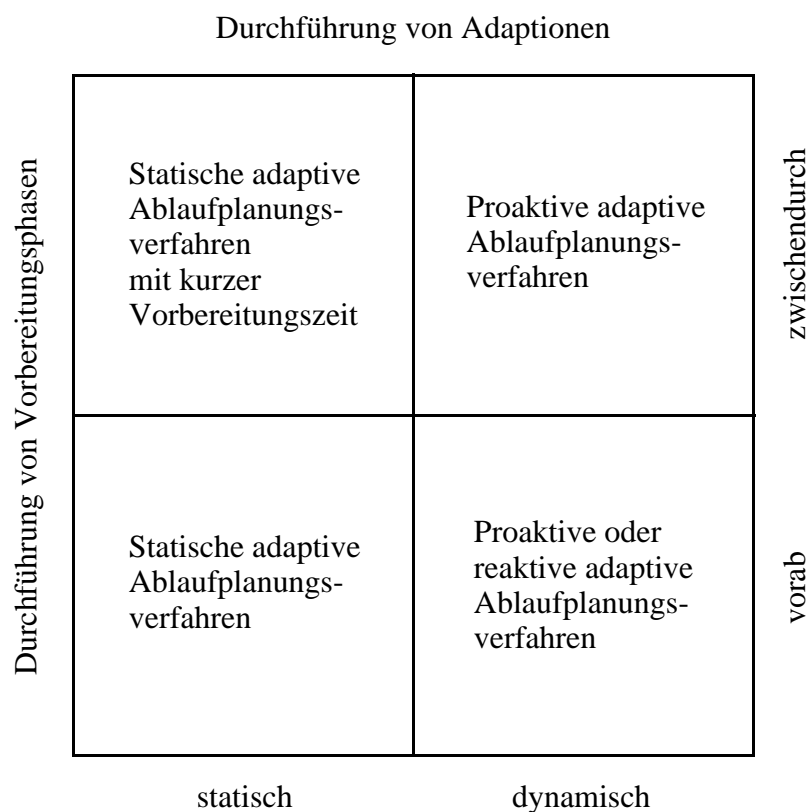 Durchführung von Adaptionen
Durchführung von Vorbereitungsphasen
Statische adaptive
Ablaufplanungs-
verfahren
mit kurzer
Vorbereitungszeit
Proaktive adaptive
Ablaufplanungs-
verfahren
zwischendurch
Statische adaptive
Ablaufplanungs-
verfahren
Proaktive oder
reaktive adaptive
Ablaufplanungs-
verfahren
vorab
statisch
dynamisch